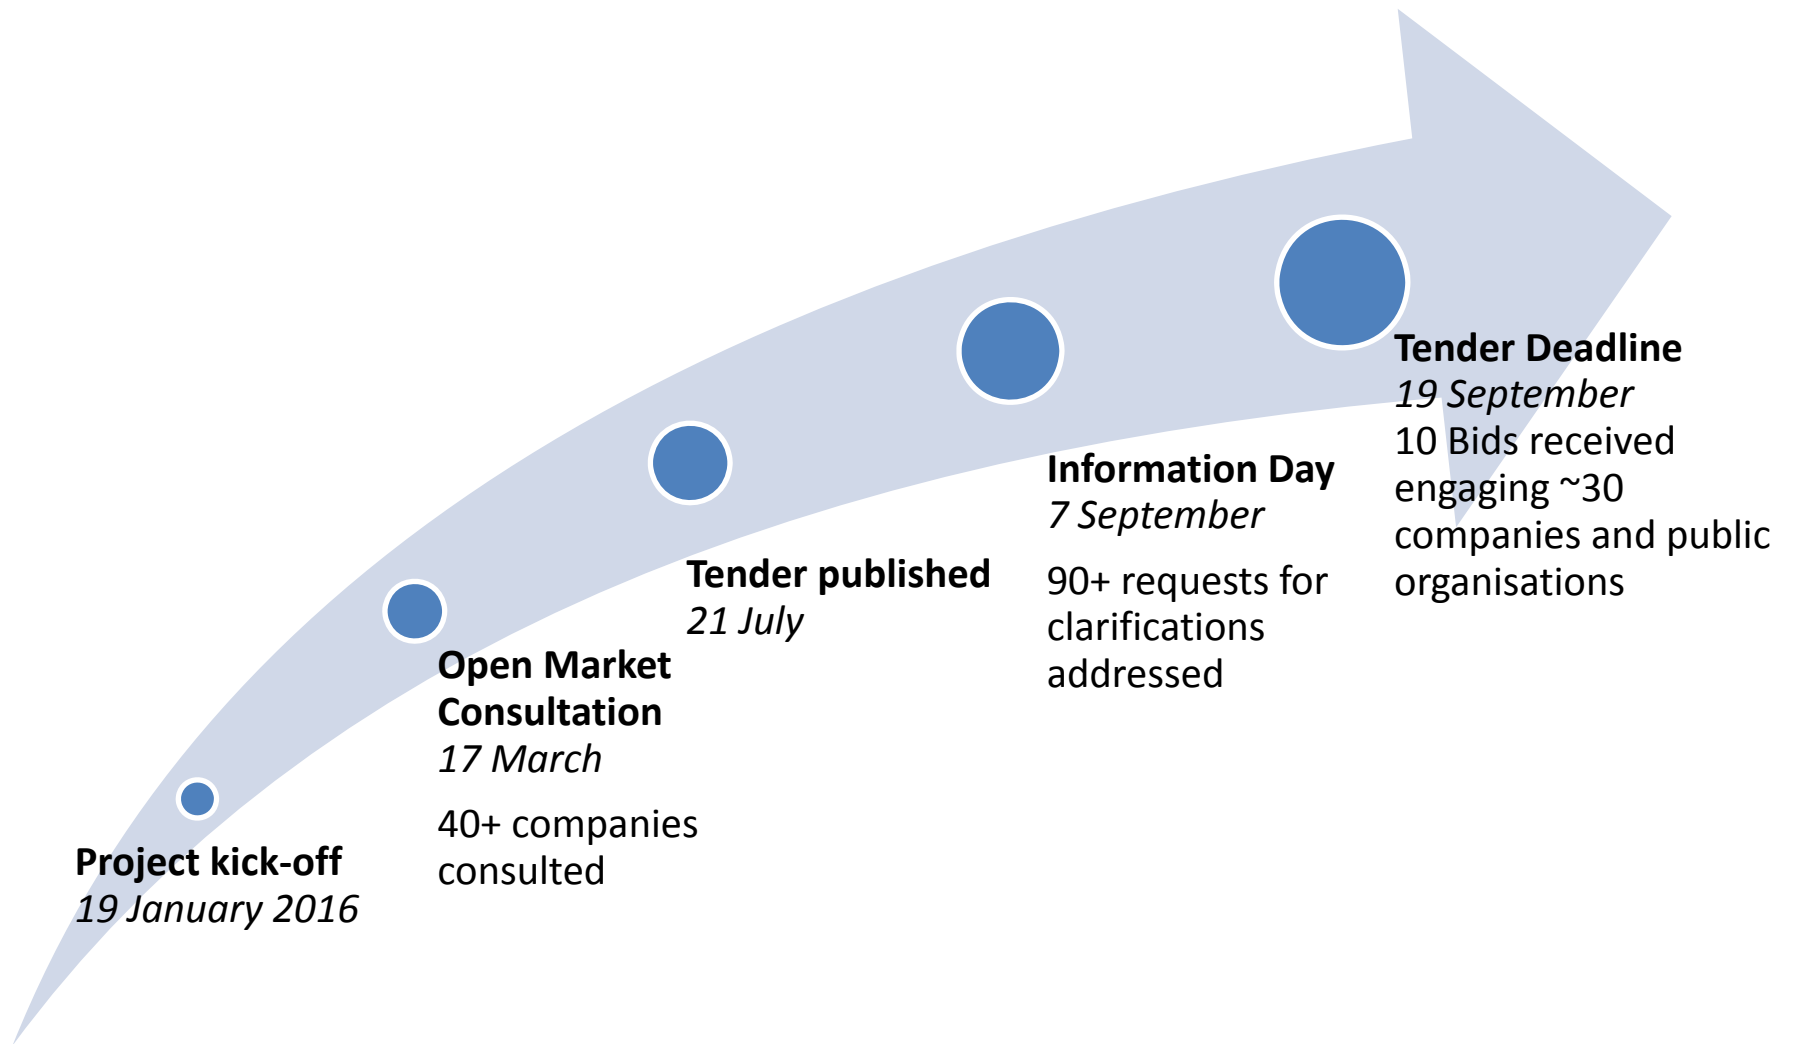 Project kick-off
19 January 2016
Open Market
Consultation
17 March
40+ companies
consulted
Tender published
21 July
Information Day
7 September
90+ requests for
clarifications
addressed
Tender Deadline
19 September
10 Bids received
engaging ~30
companies and public
organisations